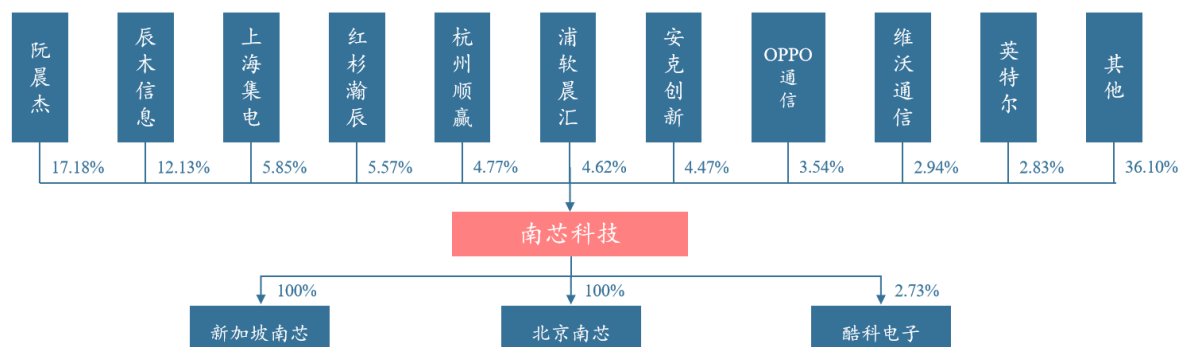 阮晨杰
辰木信息
上海集电
红杉瀚辰
杭州顺赢
浦软晨汇
安克创新
OPPO
通信
维沃通信
英特尔
其他
17.18%
12.13%
5.85%
5.57%
4.77%
4.62%
4.47%
3.54%
2.94%
2.83%
36.10%
南芯科技
100%
100%
2.73%
新加坡南芯
北京南芯
酷科电子